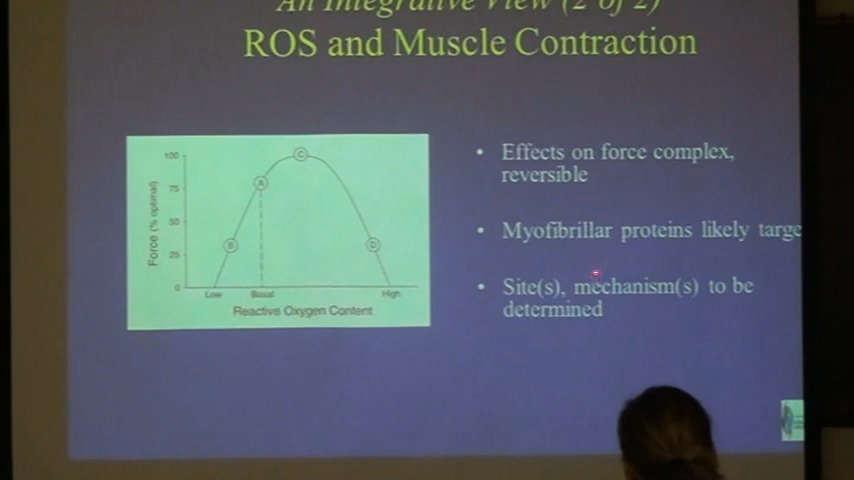 An Integrative View (2 of 2)
ROS and Muscle Contraction
100
75
50
25
0
Force (% optimal)
A
B
C
D
Low
Basal
High
Reactive Oxygen Content
• Effects on force complex,
reversible
• Myofibrillar proteins likely targe
• Site(s), mechanism(s) to be
determined